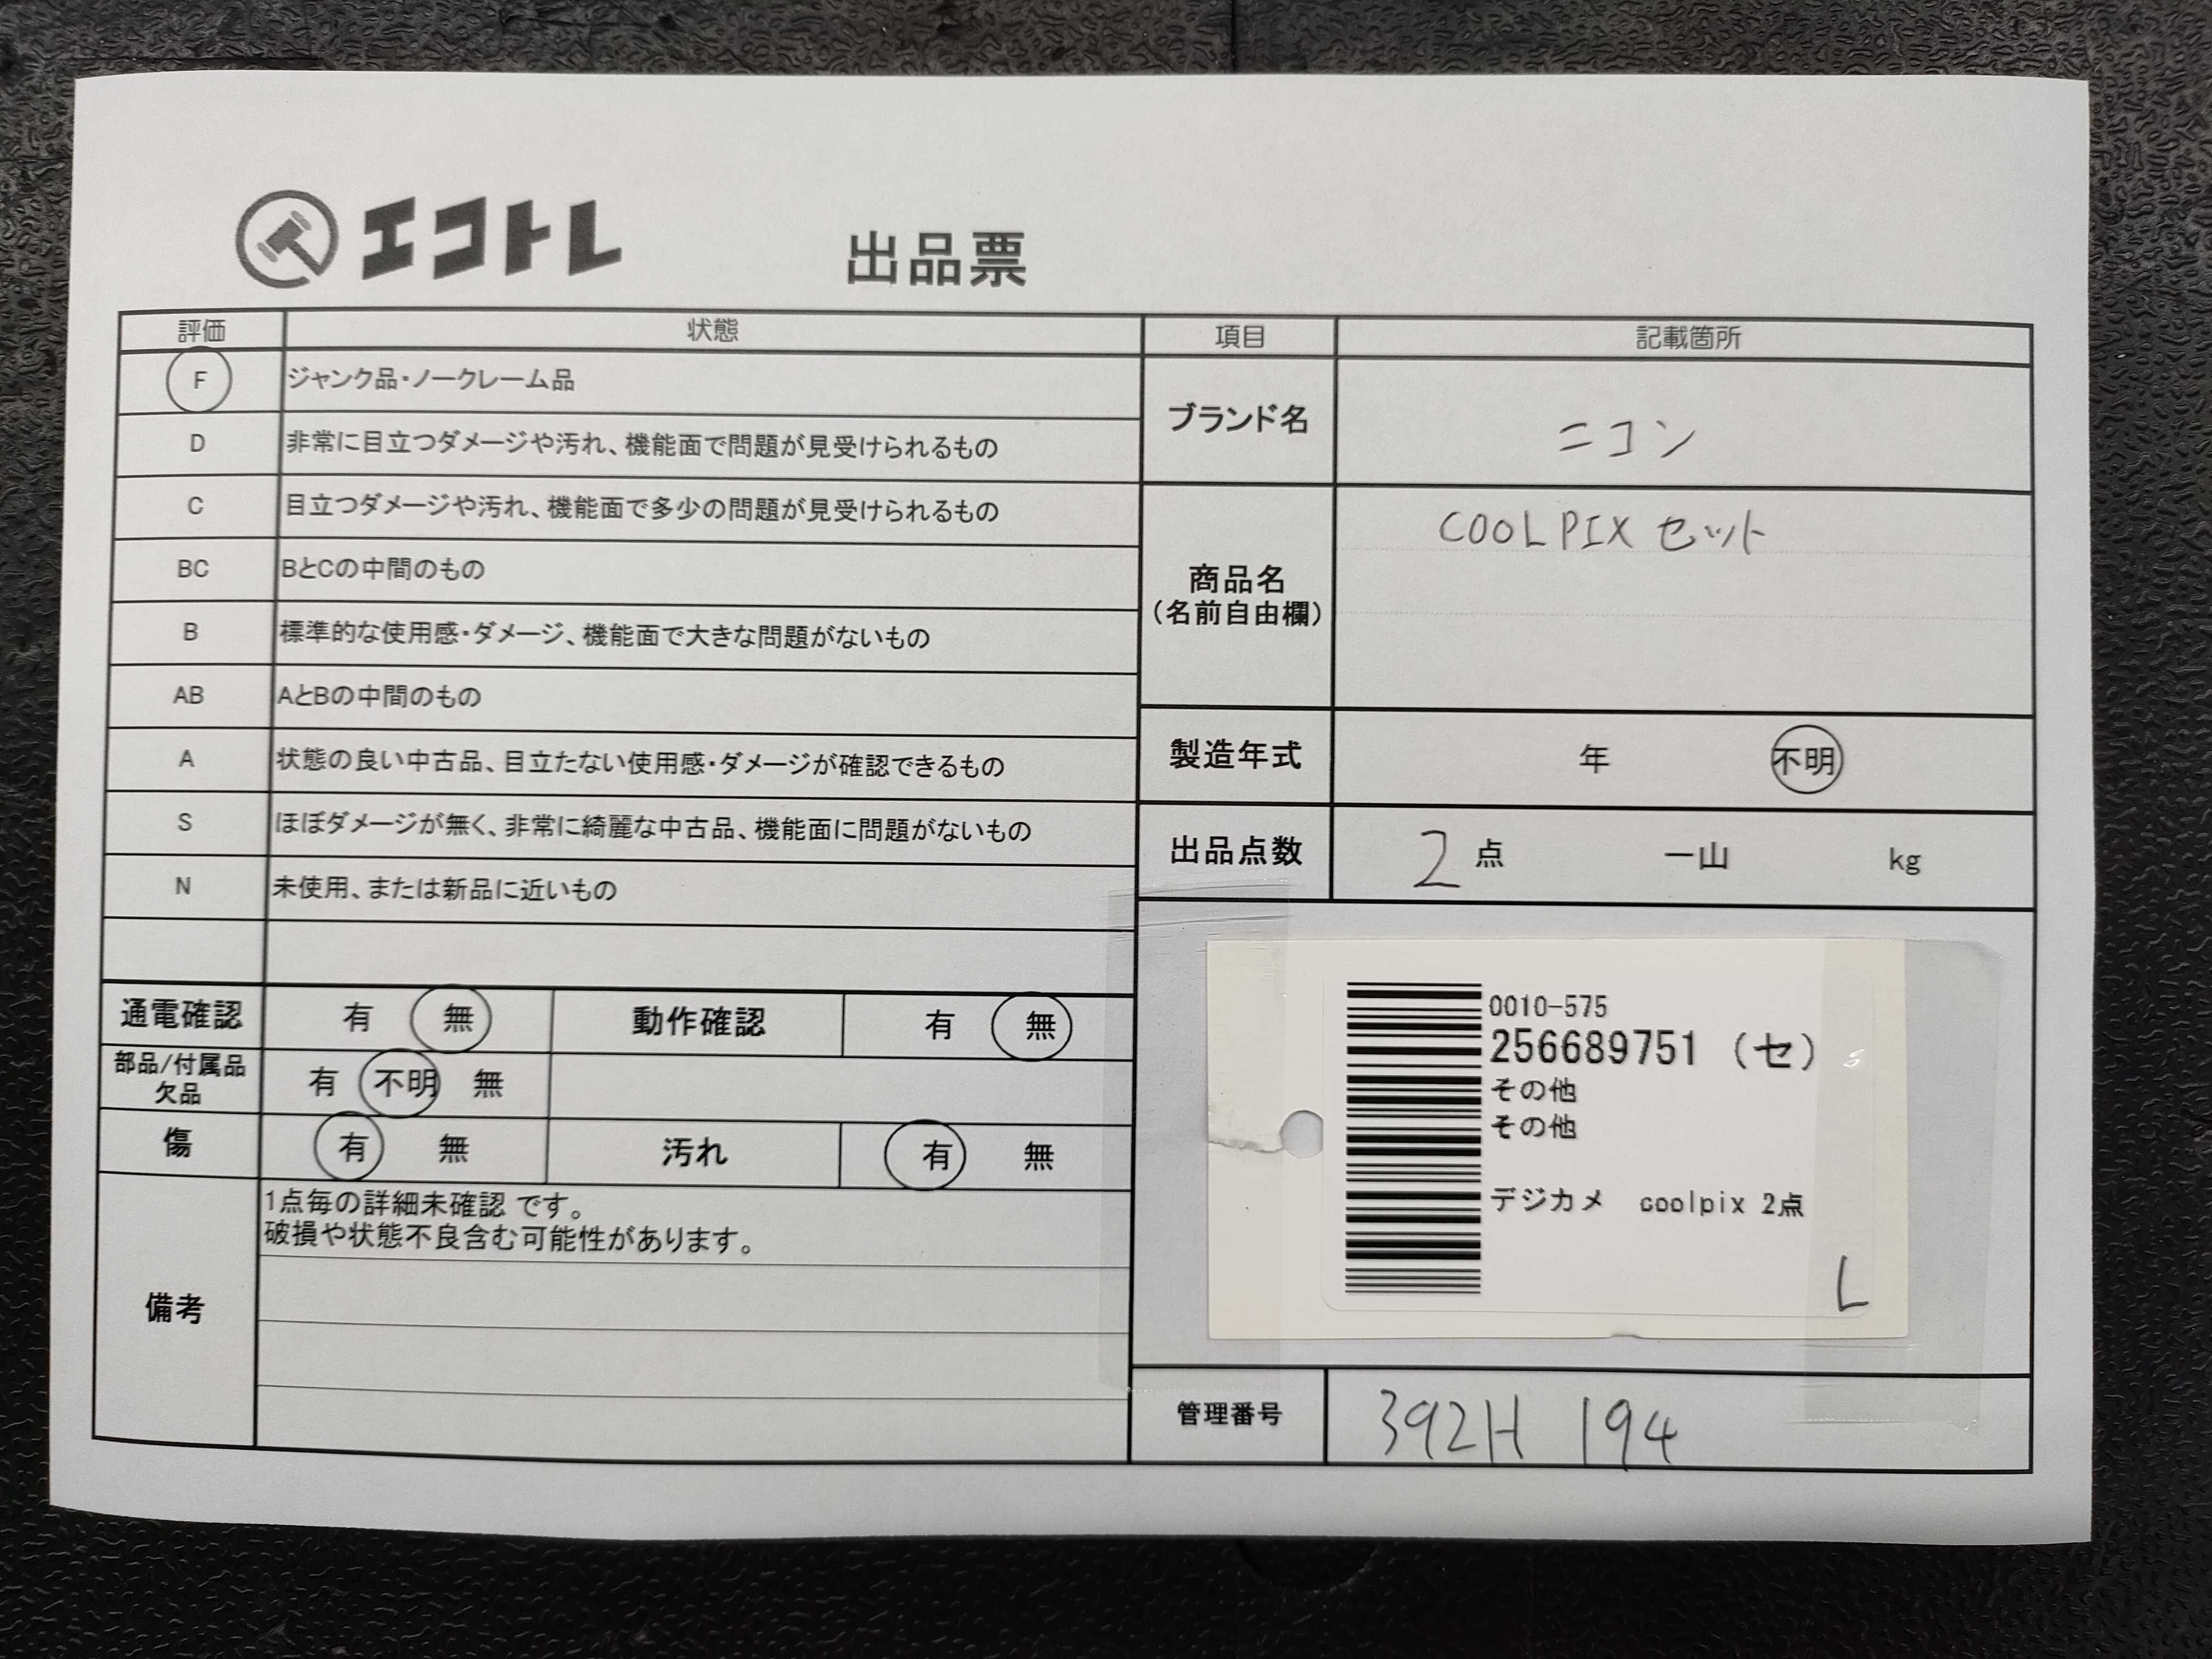 エコトレ
出品票
評価 状態
F ジャンク品・ノークレーム品
D 非常に目立つダメージや汚れ、機能面で問題が見受けられるもの
C 目立つダメージや汚れ、機能面で多少の問題が見受けられるもの
BC BとCの中間のもの
B 標準的な使用感・ダメージ、機能面で大きな問題がないもの
AB AとBの中間のもの
A 状態の良い中古品、目立たない使用感・ダメージが確認できるもの
S ほぼダメージが無く、非常に綺麗な中古品、機能面に問題がないもの
N 未使用、または新品に近いもの
通電確認 有 無 動作確認 有 無
部品/付属品
欠品
有 不明 無
傷 有 無 汚れ 有 無
備考
1点毎の詳細未確認 です。
破損や状態不良含む可能性があります。
項目 記載箇所
ブランド名 ニコン
商品名
(名前自由欄)
COOLPIX セット
製造年式 年 不明
出品点数 2 点 一山 kg
0010-575
256689751 (セ)
その他
その他
デジカメ coolpix 2点
L
管理番号 392H 194